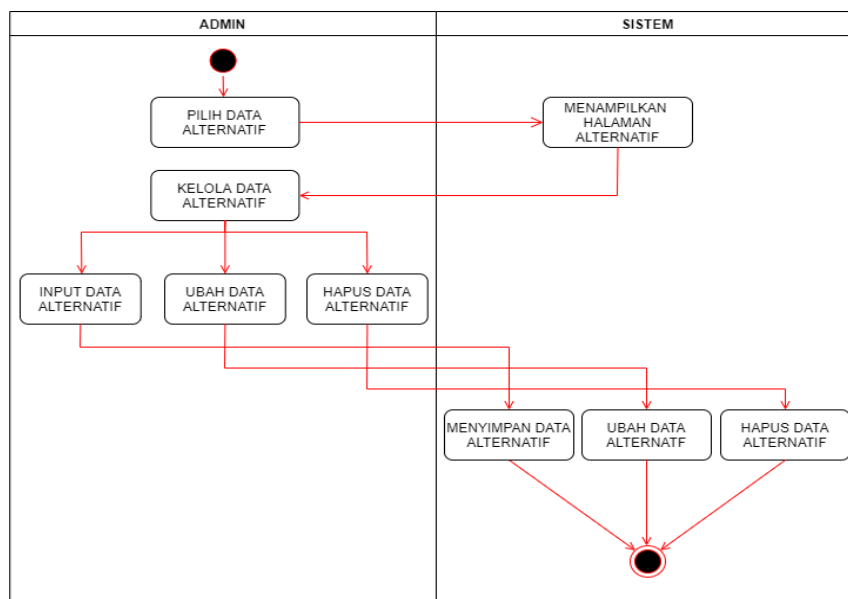 ADMIN
SISTEM
PILIH DATA
ALTERNATIF
MENAMPILKAN
HALAMAN
ALTERNATIF
KELOLA DATA
ALTERNATIF
INPUT DATA
ALTERNATIF
UBAH DATA
ALTERNATIF
HAPUS DATA
ALTERNATIF
MENYIMPAN DATA
ALTERNATIF
UBAH DATA
ALTERNATF
HAPUS DATA
ALTERNATIF